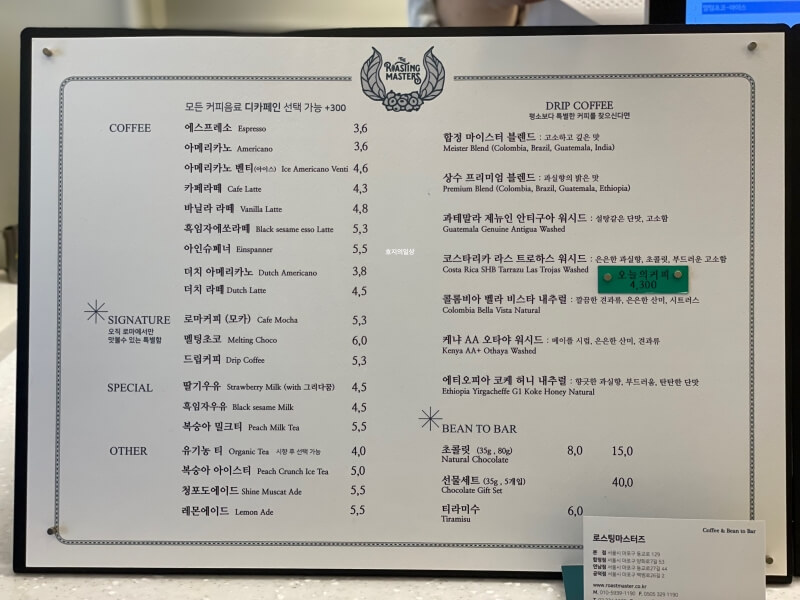 THE
ROASTING
MASTERS
모든 커피음료 디카페인 선택 가능 +300
COFFEE
에스프레소 Espresso 3,6
아메리카노 Americano 3,6
아메리카노 벤티(아이스) Ice Americano Venti 4,6
카페라떼 Cafe Latte 4,3
바닐라 라떼 Vanilla Latte 4,8
흑임자에쏘라떼 Black sesame esso Latte 5,3
아인슈페너 Einspanner 5,5
더치 아메리카노 Dutch Americano 3,8
더치 라떼 Dutch Latte 4,5
SIGNATURE
오직 로마에서만
맛볼수 있는 특별함
로마커피 (모카) Cafe Mocha 5,3
멜팅초코 Melting Choco 6,0
드립커피 Drip Coffee 5,3
SPECIAL
딸기우유 Strawberry Milk (with 그리다꿈) 4,5
흑임자우유 Black sesame Milk 4,5
복숭아 밀크티 Peach Milk Tea 5,5
OTHER
유기농 티 Organic Tea 시향 후 선택 가능 4,0
복숭아 아이스티 Peach Crunch Ice Tea 5,0
청포도에이드 Shine Muscat Ade 5,5
레몬에이드 Lemon Ade 5,5
DRIP COFFEE
평소보다 특별한 커피를 찾으신다면
합정 마이스터 블렌드 : 고소하고 깊은 맛
Meister Blend (Colombia, Brazil, Guatemala, India)
상수 프리미엄 블렌드 : 과실향의 밝은 맛
Premium Blend (Colombia, Brazil, Guatemala, Ethiopia)
과테말라 제뉴인 안티구아 워시드 : 설탕같은 단맛, 고소함
Guatemala Genuine Antigua Washed
코스타리카 라스 트로하스 워시드 : 은은한 과실향, 초콜릿, 부드러운 고소함
Costa Rica SHB Tarrazu Las Trojas Washed
오늘의커피
4,300
콜롬비아 벨라 비스타 내추럴 : 깔끔한 견과류, 은은한 산미, 시트러스
Colombia Bella Vista Natural
케냐 AA 오타야 워시드 : 메이플 시럽, 은은한 산미, 견과류
Kenya AA+ Othaya Washed
에티오피아 코케 허니 내추럴 : 향긋한 과실향, 부드러움, 탄탄한 단맛
Ethiopia Yirgacheffe G1 Koke Honey Natural
BEAN TO BAR
초콜릿 (35g , 80g) 8,0 15,0
Natural Chocolate
선물세트 (35g , 5개입) 40,0
Chocolate Gift Set
티라미수 6,0
Tiramisu
Coffee & Bean to Bar
로스팅마스터즈
www.roastmaster.co.kr